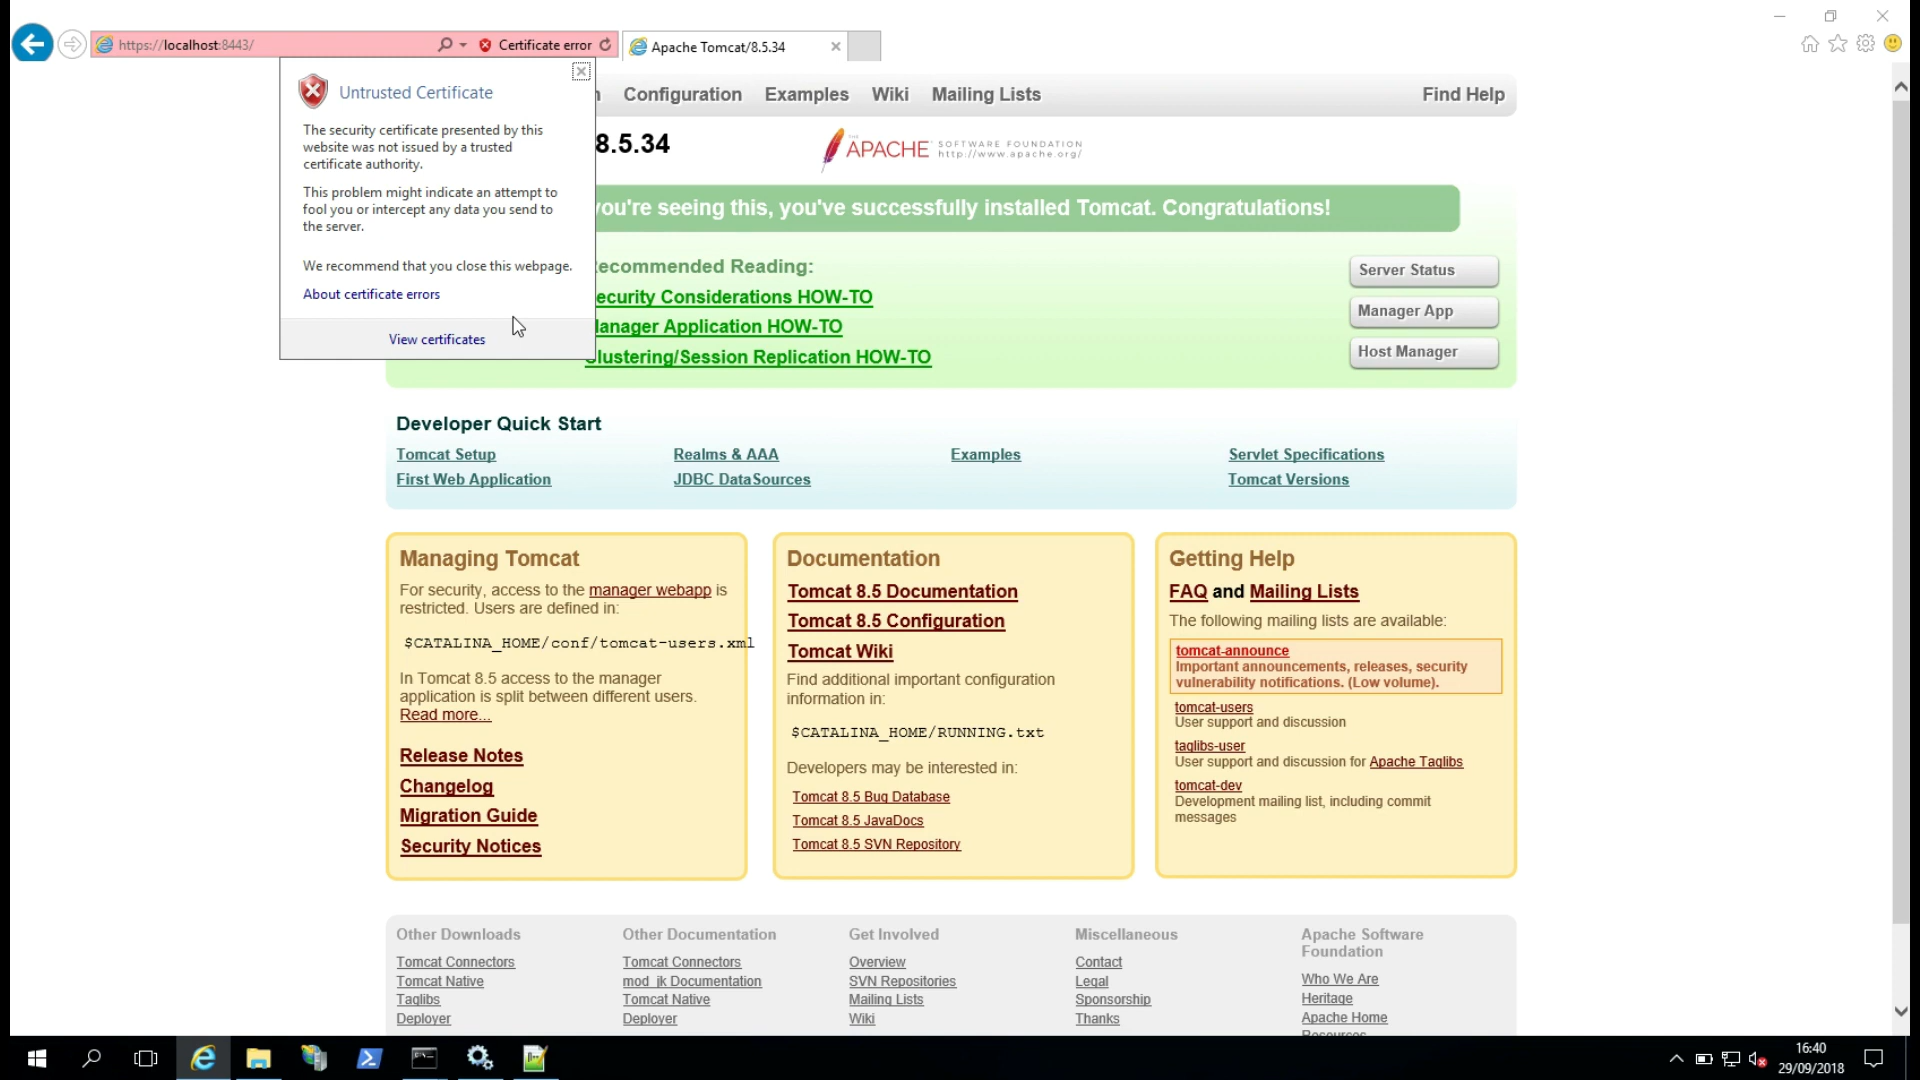 https://localhost:8443/
Certificate error
Apache Tomcat/8.5.34
Untrusted Certificate
The security certificate presented by this
website was not issued by a trusted
certificate authority.
This problem might indicate an attempt to
fool you or intercept any data you send to
the server.
We recommend that you close this webpage.
About certificate errors
View certificates
Configuration
Examples
Wiki
Mailing Lists
Find Help
8.5.34
THE APACHE SOFTWARE FOUNDATION
http://www.apache.org/
you're seeing this, you've successfully installed Tomcat. Congratulations!
ecommended Reading:
ecurity Considerations HOW-TO
anager Application HOW-TO
lustering/Session Replication HOW-TO
Server Status
Manager App
Host Manager
Developer Quick Start
Tomcat Setup
Realms & AAA
Examples
Servlet Specifications
First Web Application
JDBC DataSources
Tomcat Versions
Managing Tomcat
For security, access to the manager webapp is
restricted. Users are defined in:
$CATALINA_HOME/conf/tomcat-users.xml
In Tomcat 8.5 access to the manager
application is split between different users.
Read more...
Release Notes
Changelog
Migration Guide
Security Notices
Documentation
Tomcat 8.5 Documentation
Tomcat 8.5 Configuration
Tomcat Wiki
Find additional important configuration
information in:
$CATALINA_HOME/RUNNING.txt
Developers may be interested in:
Tomcat 8.5 Bug Database
Tomcat 8.5 JavaDocs
Tomcat 8.5 SVN Repository
Getting Help
FAQ and Mailing Lists
The following mailing lists are available:
tomcat-announce
Important announcements, releases, security
vulnerability notifications. (Low volume).
tomcat-users
User support and discussion
taglibs-user
User support and discussion for Apache Taglibs
tomcat-dev
Development mailing list, including commit
messages
Other Downloads
Tomcat Connectors
Tomcat Native
Taglibs
Deployer
Other Documentation
Tomcat Connectors
mod_jk Documentation
Tomcat Native
Deployer
Get Involved
Overview
SVN Repositories
Mailing Lists
Wiki
Miscellaneous
Contact
Legal
Sponsorship
Thanks
Apache Software
Foundation
Who We Are
Heritage
Apache Home
Resources
16:40
29/09/2018